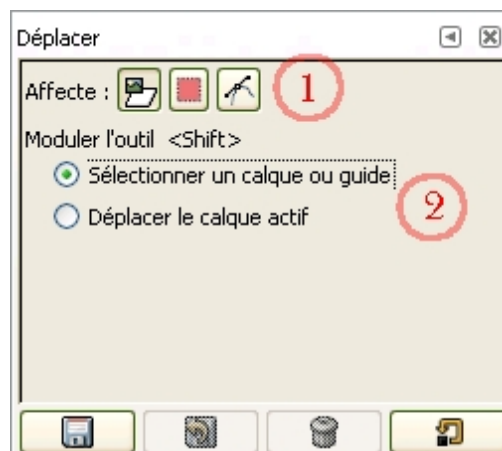 Déplacer
Affecte :
1
Moduler l'outil <Shift>
Sélectionner un calque ou guide
Déplacer le calque actif
2